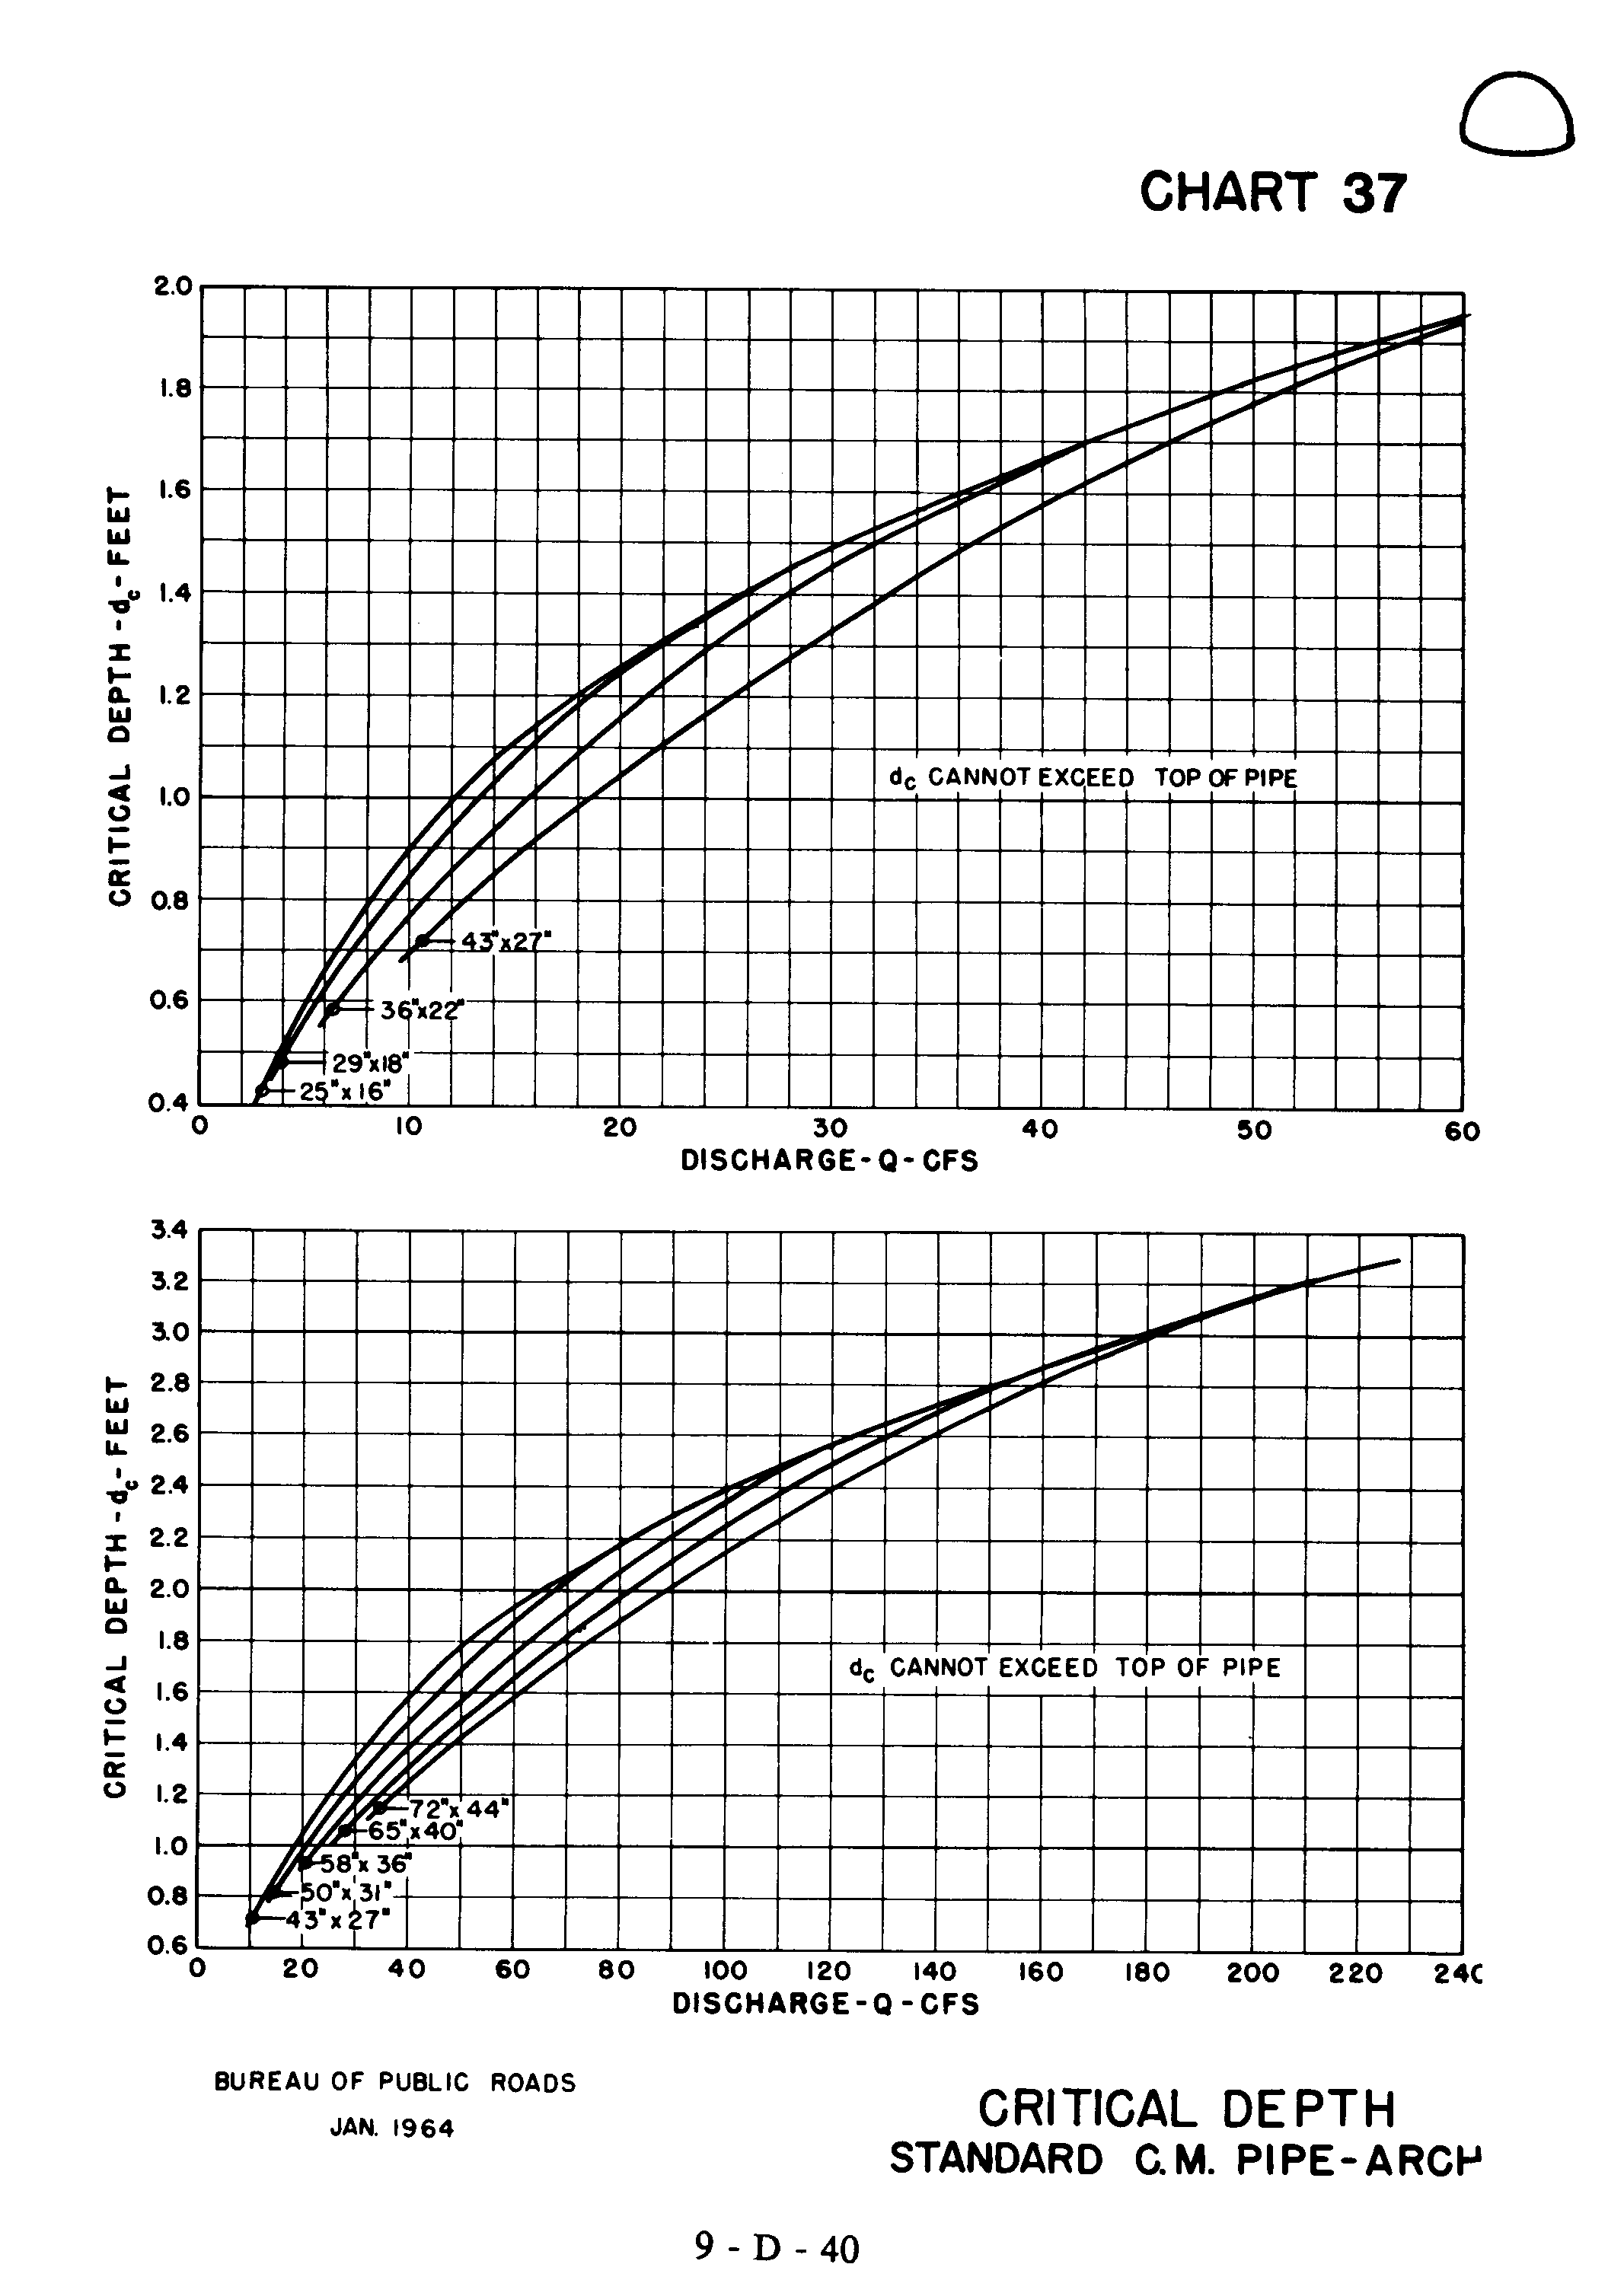 CHART 37
2.0
1.8
1.6
1.4
1.2
1.0
0.8
0.6
0.4
CRITICAL DEPTH - dc - FEET
dc CANNOT EXCEED TOP OF PIPE
43"x27"
36"x22"
29"x18"
25"x16"
0 10 20 30 40 50 60
DISCHARGE - Q - CFS
3.4
3.2
3.0
2.8
2.6
2.4
2.2
2.0
1.8
1.6
1.4
1.2
1.0
0.8
0.6
CRITICAL DEPTH - dc - FEET
dc CANNOT EXCEED TOP OF PIPE
72"x 44"
65"x40"
58"x 36"
50"x 31"
43"x 27"
0 20 40 60 80 100 120 140 160 180 200 220 240
DISCHARGE - Q - CFS
BUREAU OF PUBLIC ROADS
JAN. 1964
CRITICAL DEPTH
STANDARD C.M. PIPE-ARCH
9 - D - 40